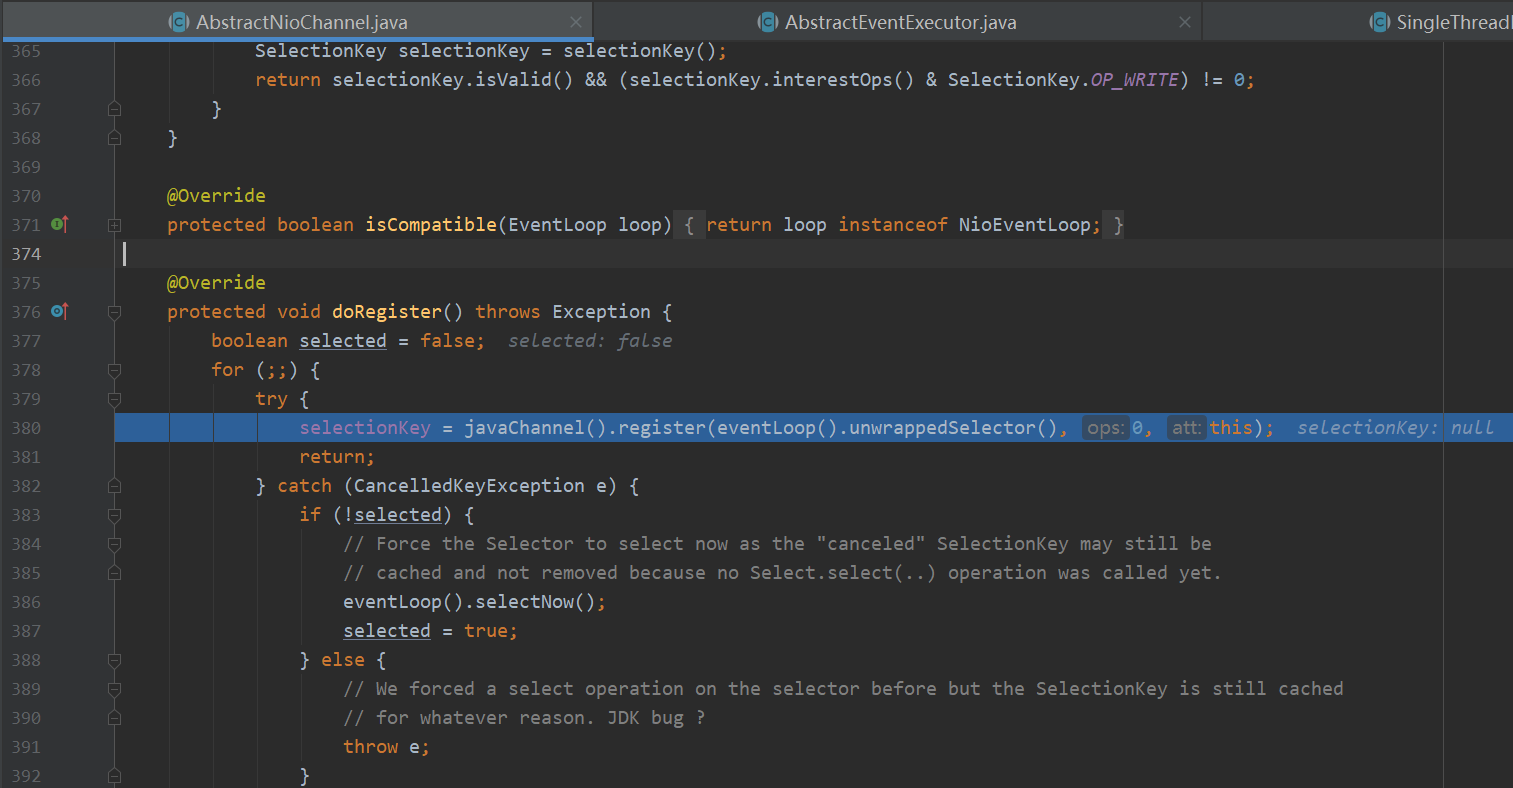 AbstractNioChannel.java
AbstractEventExecutor.java
SingleThread
365 SelectionKey selectionKey = selectionKey();
366 return selectionKey.isValid() && (selectionKey.interestOps() & SelectionKey.OP_WRITE) != 0;
367 }
368 }
369
370 @Override
371 protected boolean isCompatible(EventLoop loop) { return loop instanceof NioEventLoop; }
374
375 @Override
376 protected void doRegister() throws Exception {
377 boolean selected = false; selected: false
378 for (;;) {
379 try {
380 selectionKey = javaChannel().register(eventLoop().unwrappedSelector(), ops: 0, att: this); selectionKey: null
381 return;
382 } catch (CancelledKeyException e) {
383 if (!selected) {
384 // Force the Selector to select now as the "canceled" SelectionKey may still be
385 // cached and not removed because no Select.select(..) operation was called yet.
386 eventLoop().selectNow();
387 selected = true;
388 } else {
389 // We forced a select operation on the selector before but the SelectionKey is still cached
390 // for whatever reason. JDK bug ?
391 throw e;
392 }